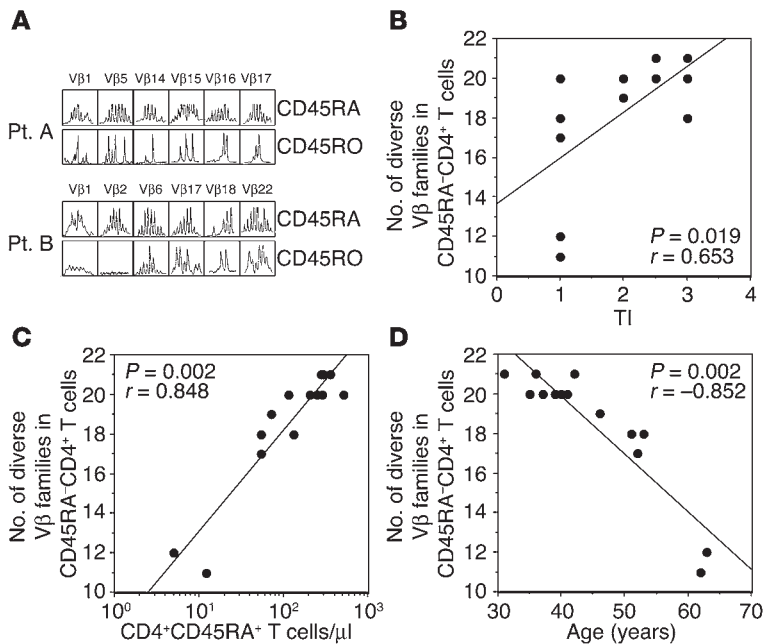 A
Vβ1 Vβ5 Vβ14 Vβ15 Vβ16 Vβ17
Pt. A
CD45RA
CD45RO
Vβ1 Vβ2 Vβ6 Vβ17 Vβ18 Vβ22
Pt. B
CD45RA
CD45RO
B
No. of diverse
Vβ families in
CD45RA⁻CD4⁺ T cells
22
20
18
16
14
12
10
P = 0.019
r = 0.653
0 1 2 3 4
TI
C
No. of diverse
Vβ families in
CD45RA⁻CD4⁺ T cells
22
20
18
16
14
12
10
P = 0.002
r = 0.848
10⁰ 10¹ 10² 10³
CD4⁺CD45RA⁺ T cells/μl
D
No. of diverse
Vβ families in
CD45RA⁻CD4⁺ T cells
22
20
18
16
14
12
10
P = 0.002
r = −0.852
30 40 50 60 70
Age (years)